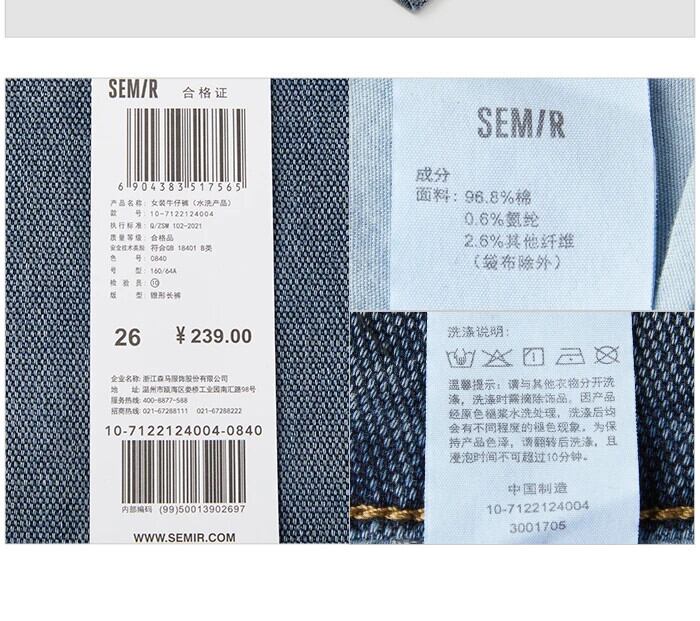 SEM/R 合格证
6 904383 517565
产品名称: 女装牛仔裤（水洗产品）
款 号: 10-7122124004
执行标准: Q/ZSM 102-2021
质量等级: 合格品
安全技术类别: 符合GB 18401 B类
色 号: 0840
号 型: 160/64A
检 验 员: ⑩
版 型: 锥形长裤
26 ¥239.00
企业名称: 浙江森马服饰股份有限公司
地 址: 温州市瓯海区娄桥工业园南汇路98号
服务热线: 400-8877-588
招商热线: 021-67288111 021-67288222
10-7122124004-0840
内部编码 (99)50013902697
WWW.SEMIR.COM
SEM/R
成分
面料: 96.8%棉
0.6%氨纶
2.6%其他纤维
（袋布除外）
洗涤说明:
温馨提示: 请与其他衣物分开洗
涤, 洗涤时需摘除饰品。因产品
经原色褪浆水洗处理, 洗涤后均
会有不同程度的褪色现象。为保
持产品色泽, 请翻转后洗涤, 且
浸泡时间不可超过10分钟。
中国制造
10-7122124004
3001705